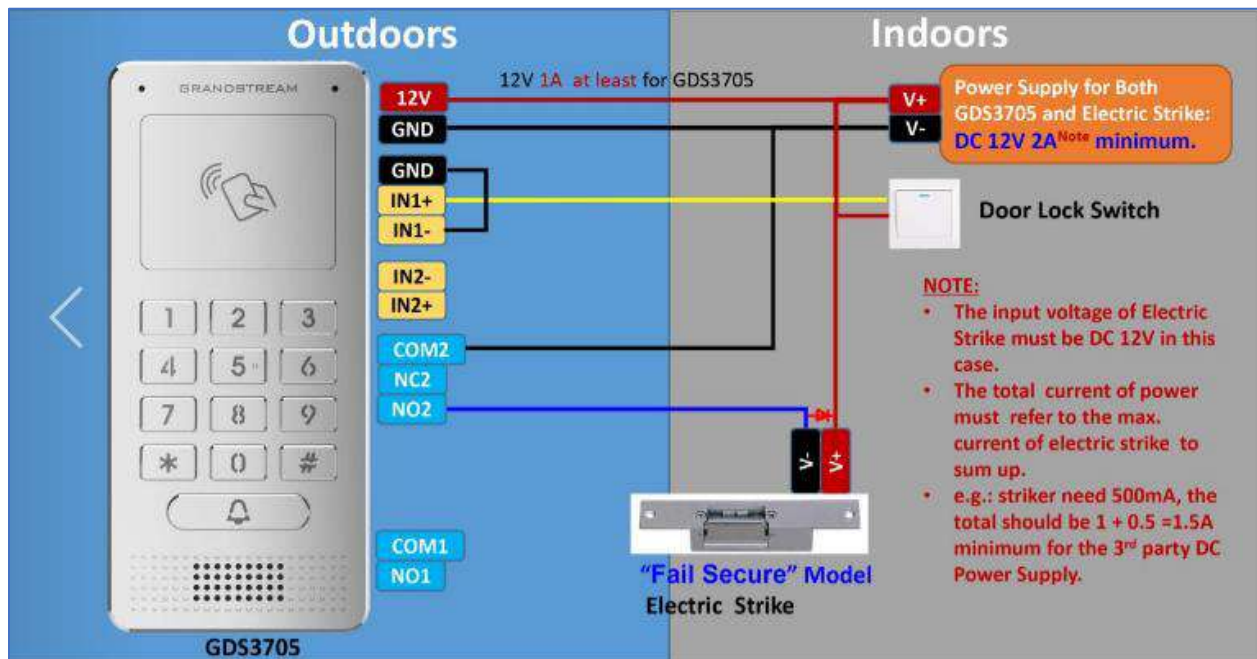 Outdoors
Indoors
GRANDSTREAM
12V 1A at least for GDS3705
12V
GND
GND
IN1+
IN1-
IN2-
IN2+
COM2
NC2
NO2
COM1
NO1
V+
V-
Power Supply for Both
GDS3705 and Electric Strike:
DC 12V 2ANote minimum.
Door Lock Switch
NOTE:
• The input voltage of Electric
Strike must be DC 12V in this
case.
• The total current of power
must refer to the max.
current of electric strike to
sum up.
• e.g.: striker need 500mA, the
total should be 1 + 0.5 =1.5A
minimum for the 3rd party DC
Power Supply.
1 2 3
4 5 6
7 8 9
* 0 #
V-
V+
"Fail Secure" Model
Electric Strike
GDS3705